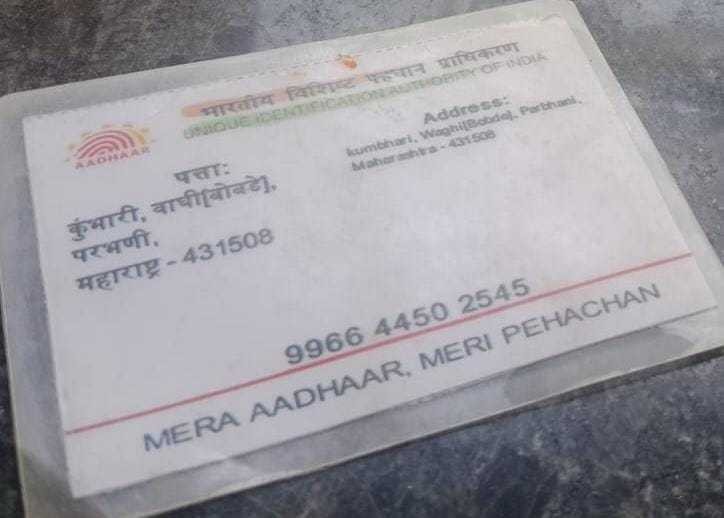 भारतीय विशिष्ट पहचान प्राधिकरण
UNIQUE IDENTIFICATION AUTHORITY OF INDIA
AADHAAR
पत्ता:
कुंभारी, वाघी[बोबडे],
परभणी,
महाराष्ट्र - 431508
Address:
kumbhari, Waghi[Bobde], Parbhani,
Maharashtra - 431508
9966 4450 2545
MERA AADHAAR, MERI PEHACHAN